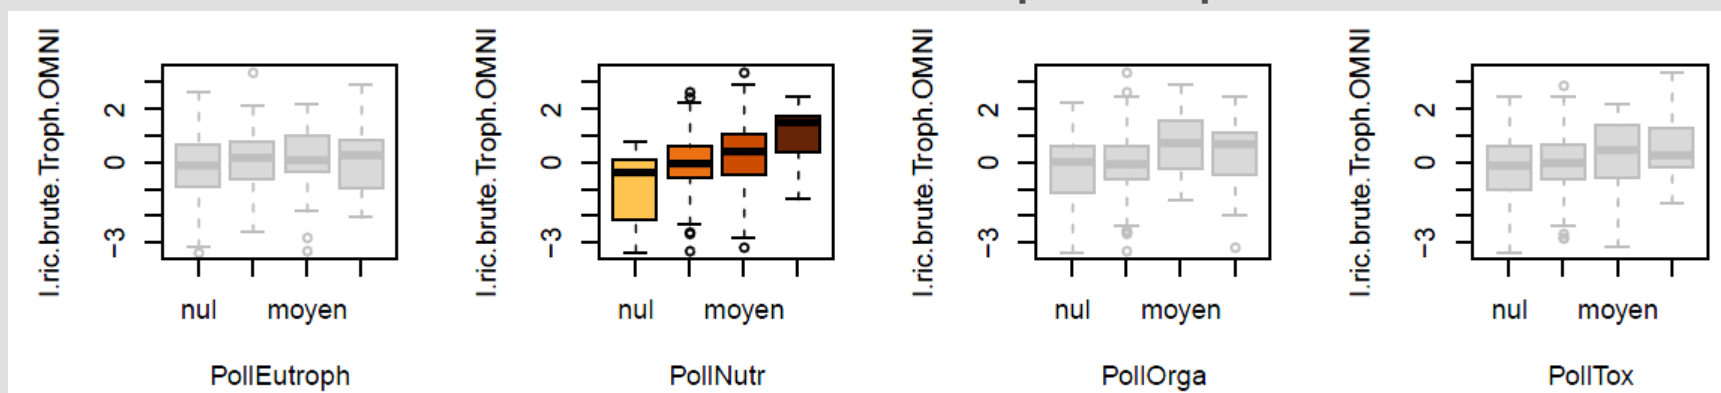 I.ric.brute.Troph.OMNI
2
0
−3
nul moyen
PollEutroph
I.ric.brute.Troph.OMNI
2
0
−3
nul moyen
PollNutr
I.ric.brute.Troph.OMNI
2
0
−3
nul moyen
PollOrga
I.ric.brute.Troph.OMNI
2
0
−3
nul moyen
PollTox